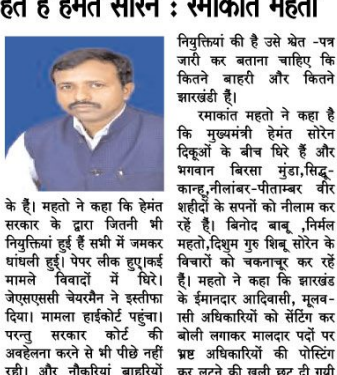 हते हैं हेमंत सोरेन : रमाकांत महतो
के हैं। महतो ने कहा कि हेमंत
सरकार के द्वारा जितनी भी
नियुक्तियां हुई हैं सभी में जमकर
धांधली हुई। पेपर लीक हुए।कई
मामले विवादों में घिरे।
जेएसएससी चेयरमैन ने इस्तीफा
दिया। मामला हाईकोर्ट पहुंचा।
परन्तु सरकार कोर्ट की
अवहेलना करने से भी पीछे नहीं
रही। और नौकरियां बाहरियों
नियुक्तियां की है उसे श्वेत -पत्र
जारी कर बताना चाहिए कि
कितने बाहरी और कितने
झारखंडी हैं।
रमाकांत महतो ने कहा है
कि मुख्यमंत्री हेमंत सोरेन
दिकूओं के बीच घिरे हैं और
भगवान बिरसा मुंडा,सिद्धू-
कान्हू,नीलांबर-पीताम्बर वीर
शहीदों के सपनों को नीलाम कर
रहें हैं। बिनोद बाबू ,निर्मल
महतो,दिशुम गुरु शिबू सोरेन के
विचारों को चकनाचूर कर रहें
हैं। महतो ने कहा कि झारखंड
के ईमानदार आदिवासी, मूलव-
ासी अधिकारियों को सेंटिंग कर
बोली लगाकर मालदार पदों पर
भ्रष्ट अधिकारियों की पोस्टिंग
कर लूटने की खुली छूट दी गयी